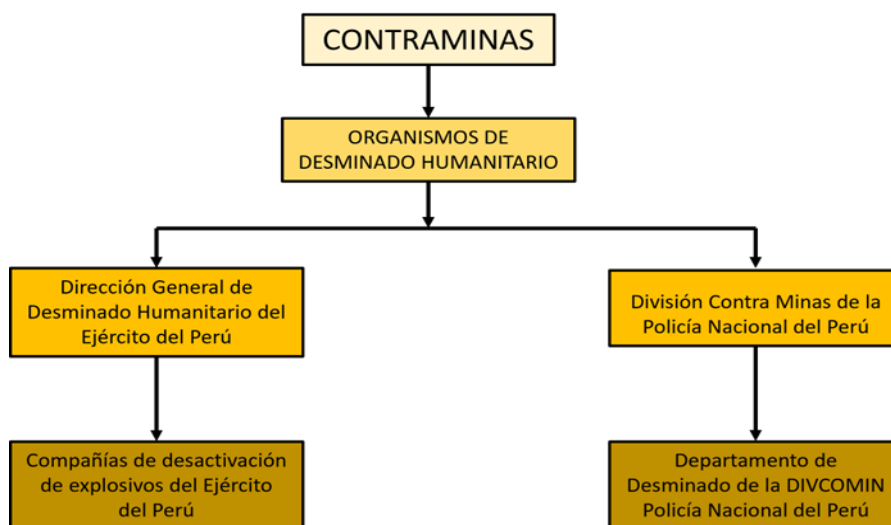 CONTRAMINAS
ORGANISMOS DE
DESMINADO HUMANITARIO
Dirección General de
Desminado Humanitario del
Ejército del Perú
División Contra Minas de la
Policía Nacional del Perú
Compañías de desactivación
de explosivos del Ejército
del Perú
Departamento de
Desminado de la DIVCOMIN
Policía Nacional del Perú